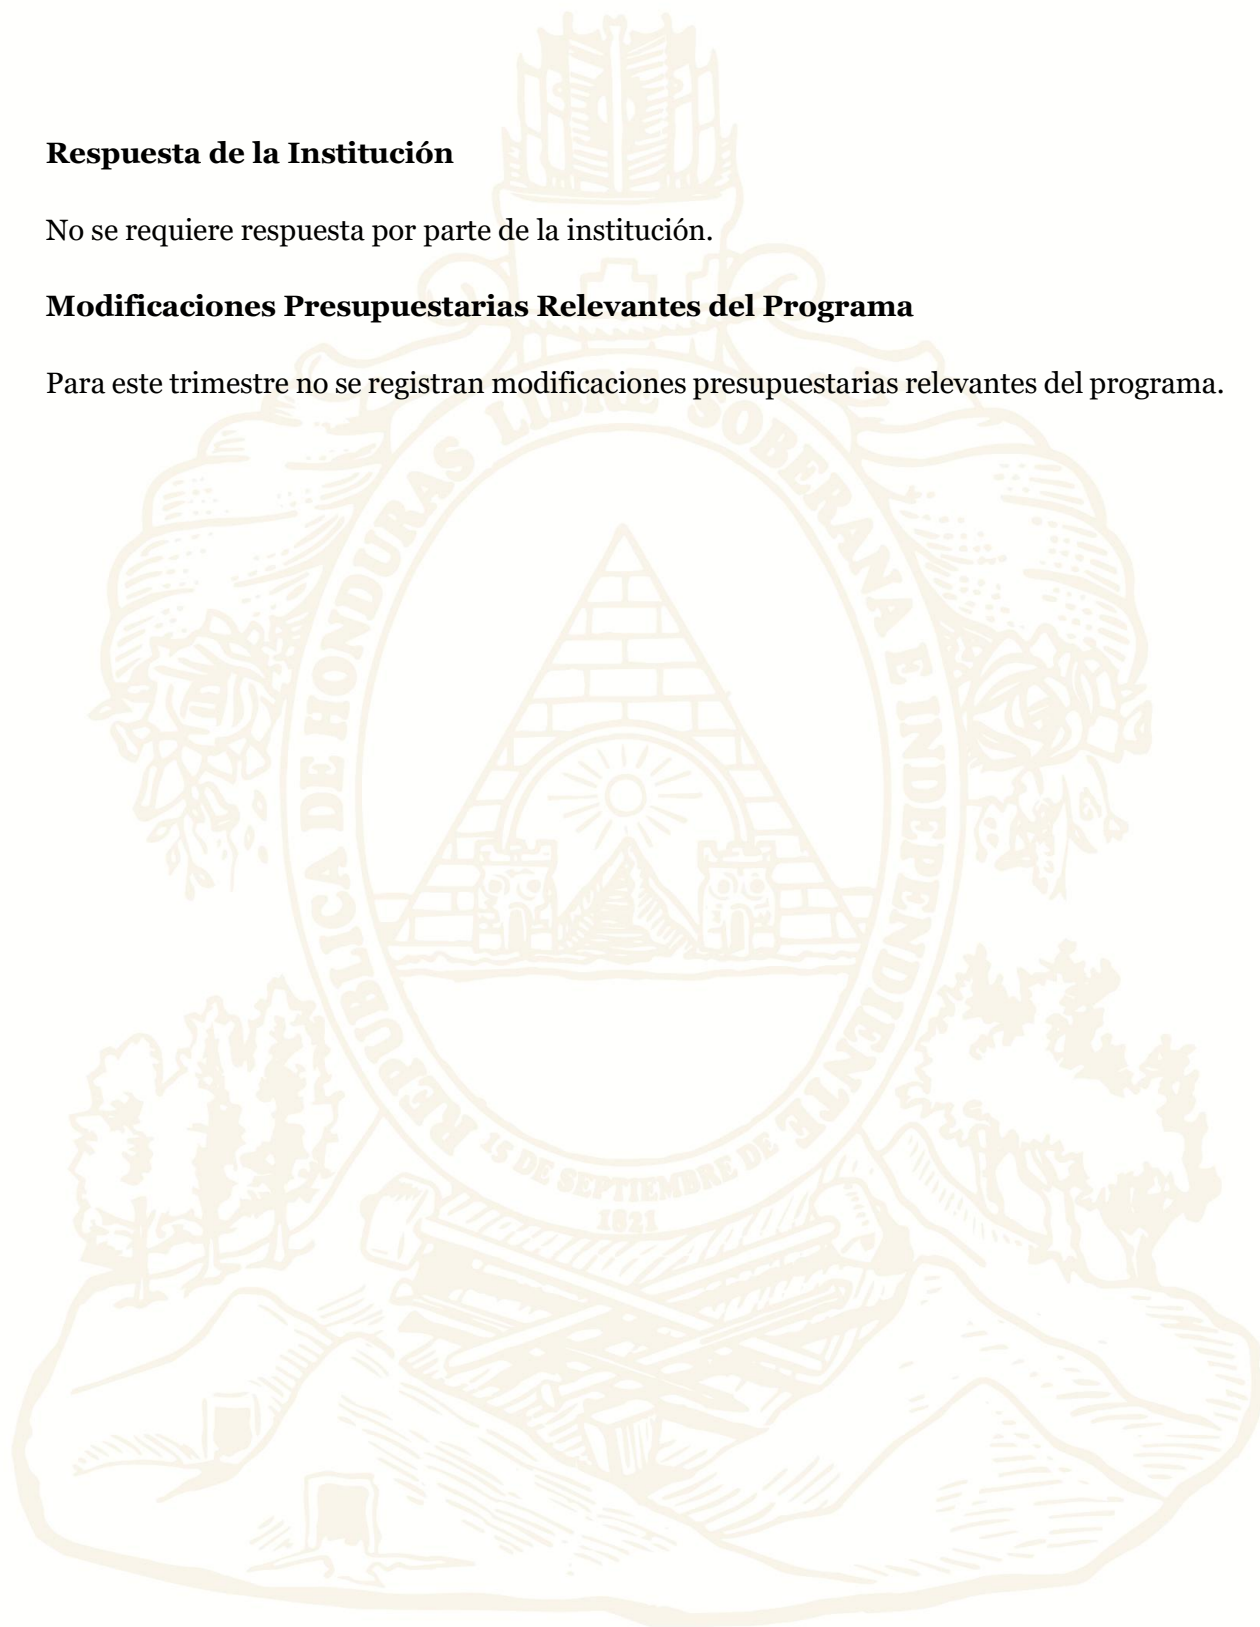 Respuesta de la Institución
No se requiere respuesta por parte de la institución.
Modificaciones Presupuestarias Relevantes del Programa
Para este trimestre no se registran modificaciones presupuestarias relevantes del programa.
REPUBLICA DE HONDURAS LIBRE SOBERANA E INDEPENDIENTE
15 DE SEPTIEMBRE DE
1821